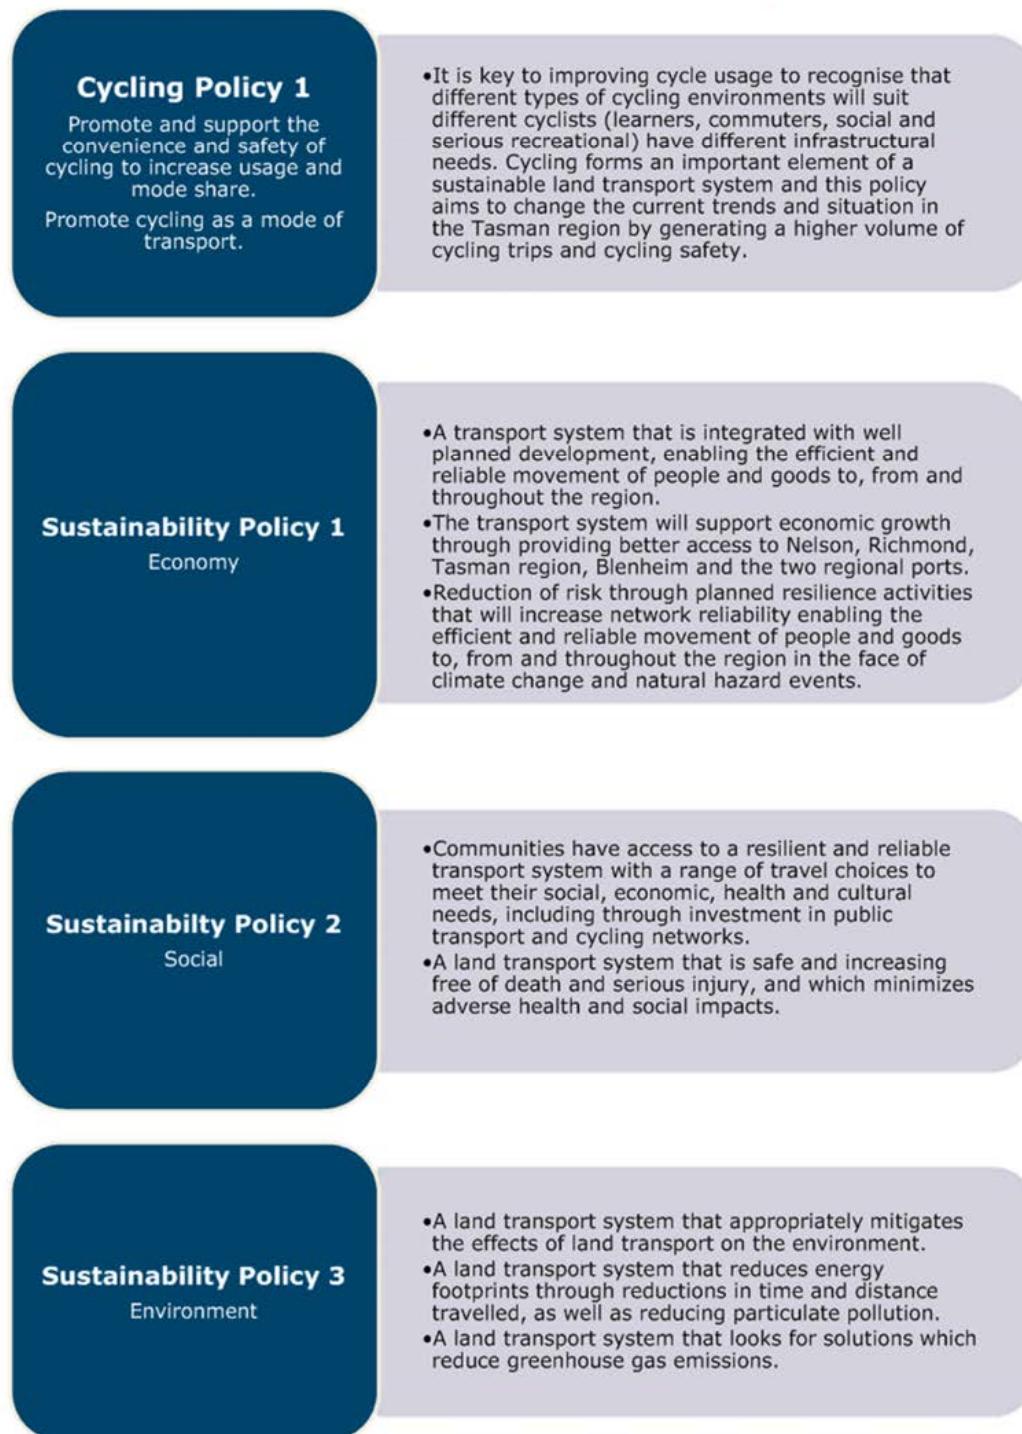 Cycling Policy 1
Promote and support the
convenience and safety of
cycling to increase usage and
mode share.
Promote cycling as a mode of
transport.
•It is key to improving cycle usage to recognise that
different types of cycling environments will suit
different cyclists (learners, commuters, social and
serious recreational) have different infrastructural
needs. Cycling forms an important element of a
sustainable land transport system and this policy
aims to change the current trends and situation in
the Tasman region by generating a higher volume of
cycling trips and cycling safety.
Sustainability Policy 1
Economy
•A transport system that is integrated with well
planned development, enabling the efficient and
reliable movement of people and goods to, from and
throughout the region.
•The transport system will support economic growth
through providing better access to Nelson, Richmond,
Tasman region, Blenheim and the two regional ports.
•Reduction of risk through planned resilience activities
that will increase network reliability enabling the
efficient and reliable movement of people and goods
to, from and throughout the region in the face of
climate change and natural hazard events.
Sustainabilty Policy 2
Social
•Communities have access to a resilient and reliable
transport system with a range of travel choices to
meet their social, economic, health and cultural
needs, including through investment in public
transport and cycling networks.
•A land transport system that is safe and increasing
free of death and serious injury, and which minimizes
adverse health and social impacts.
Sustainability Policy 3
Environment
•A land transport system that appropriately mitigates
the effects of land transport on the environment.
•A land transport system that reduces energy
footprints through reductions in time and distance
travelled, as well as reducing particulate pollution.
•A land transport system that looks for solutions which
reduce greenhouse gas emissions.